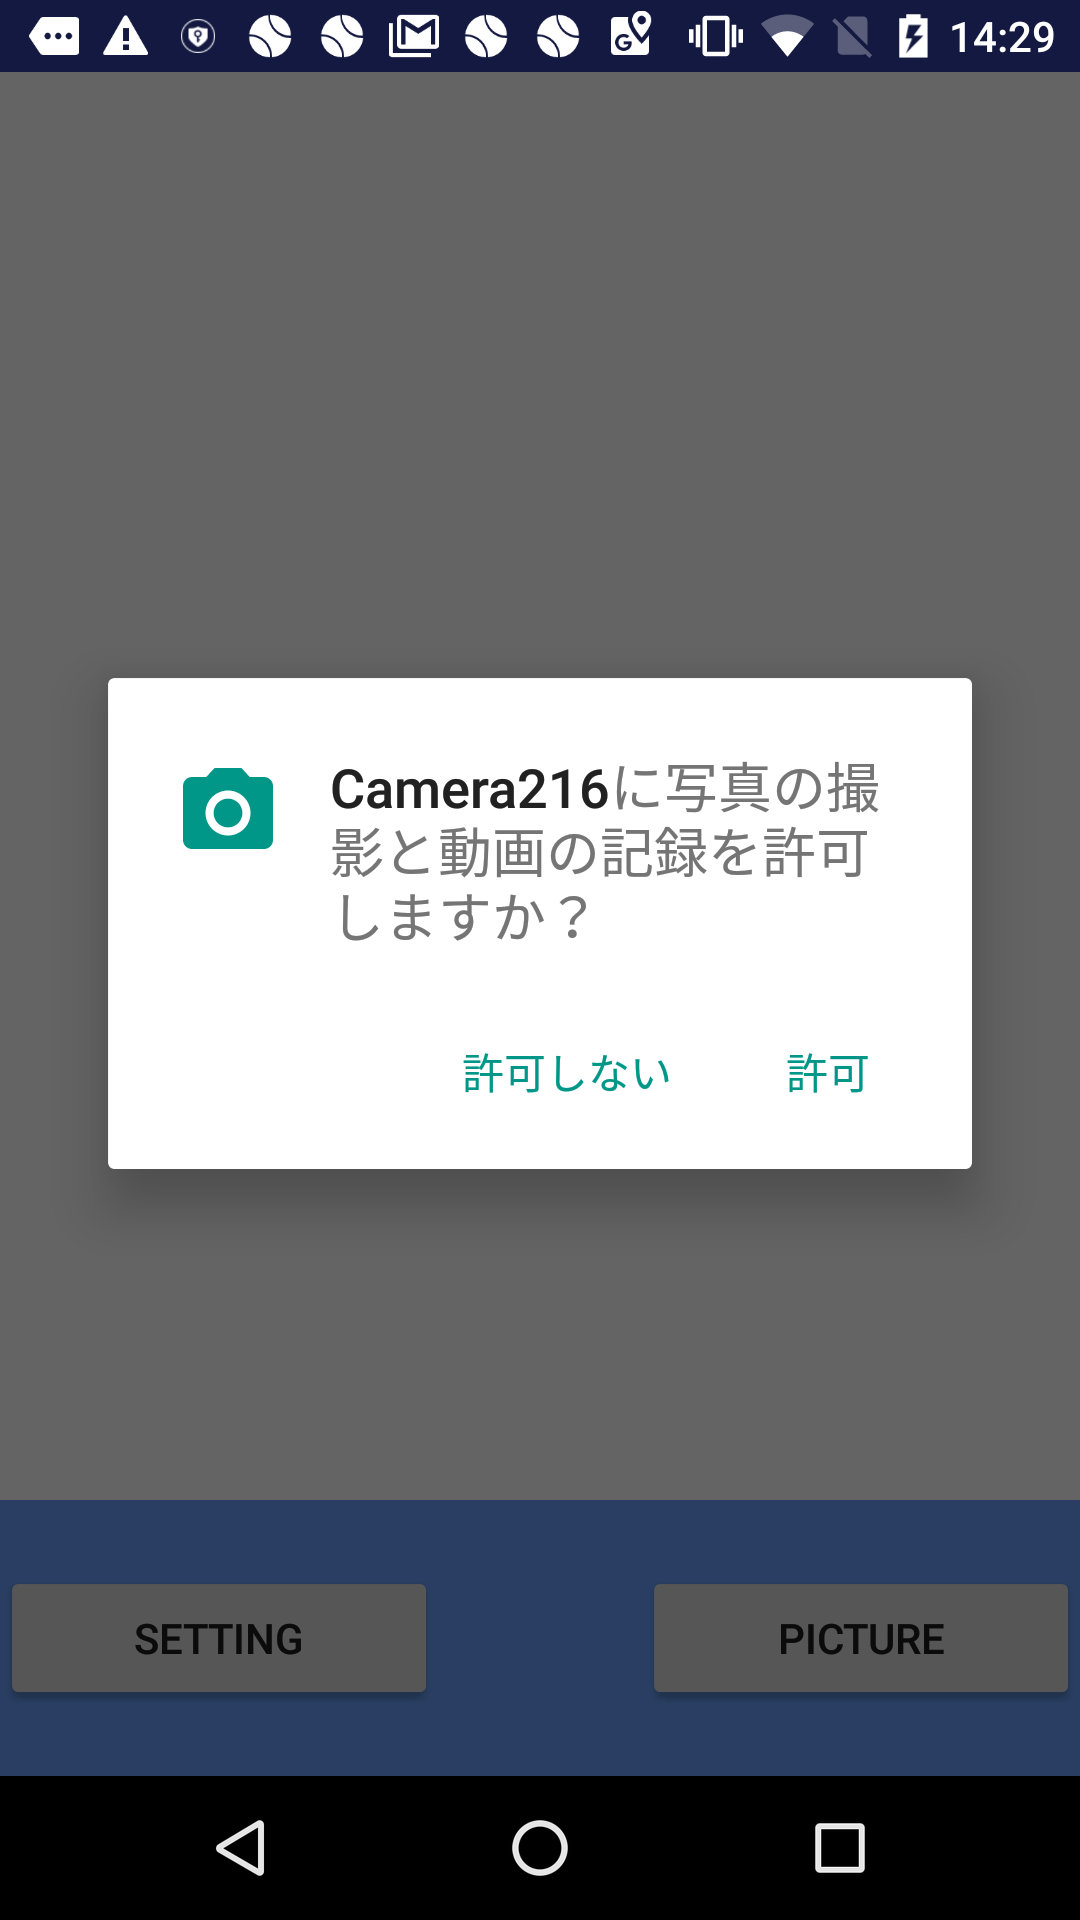 14:29
Camera216に写真の撮
影と動画の記録を許可
しますか？
許可しない 許可
SETTING PICTURE